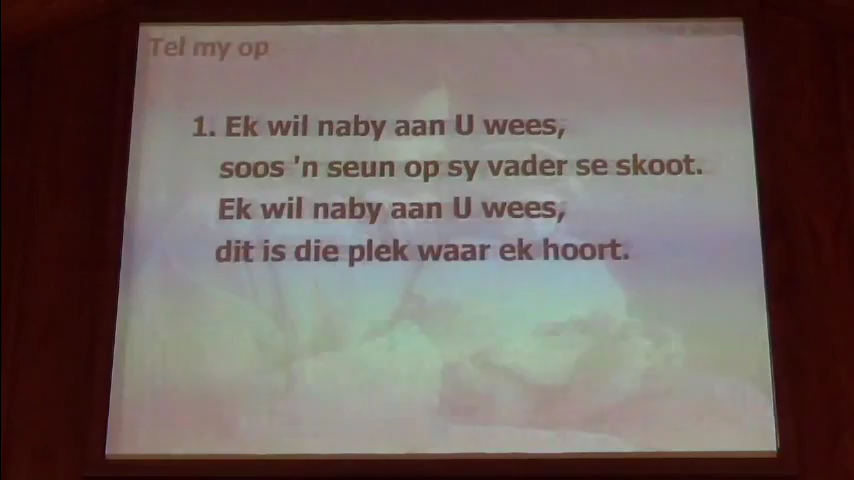 Tel my op
1. Ek wil naby aan U wees,
soos 'n seun op sy vader se skoot.
Ek wil naby aan U wees,
dit is die plek waar ek hoort.